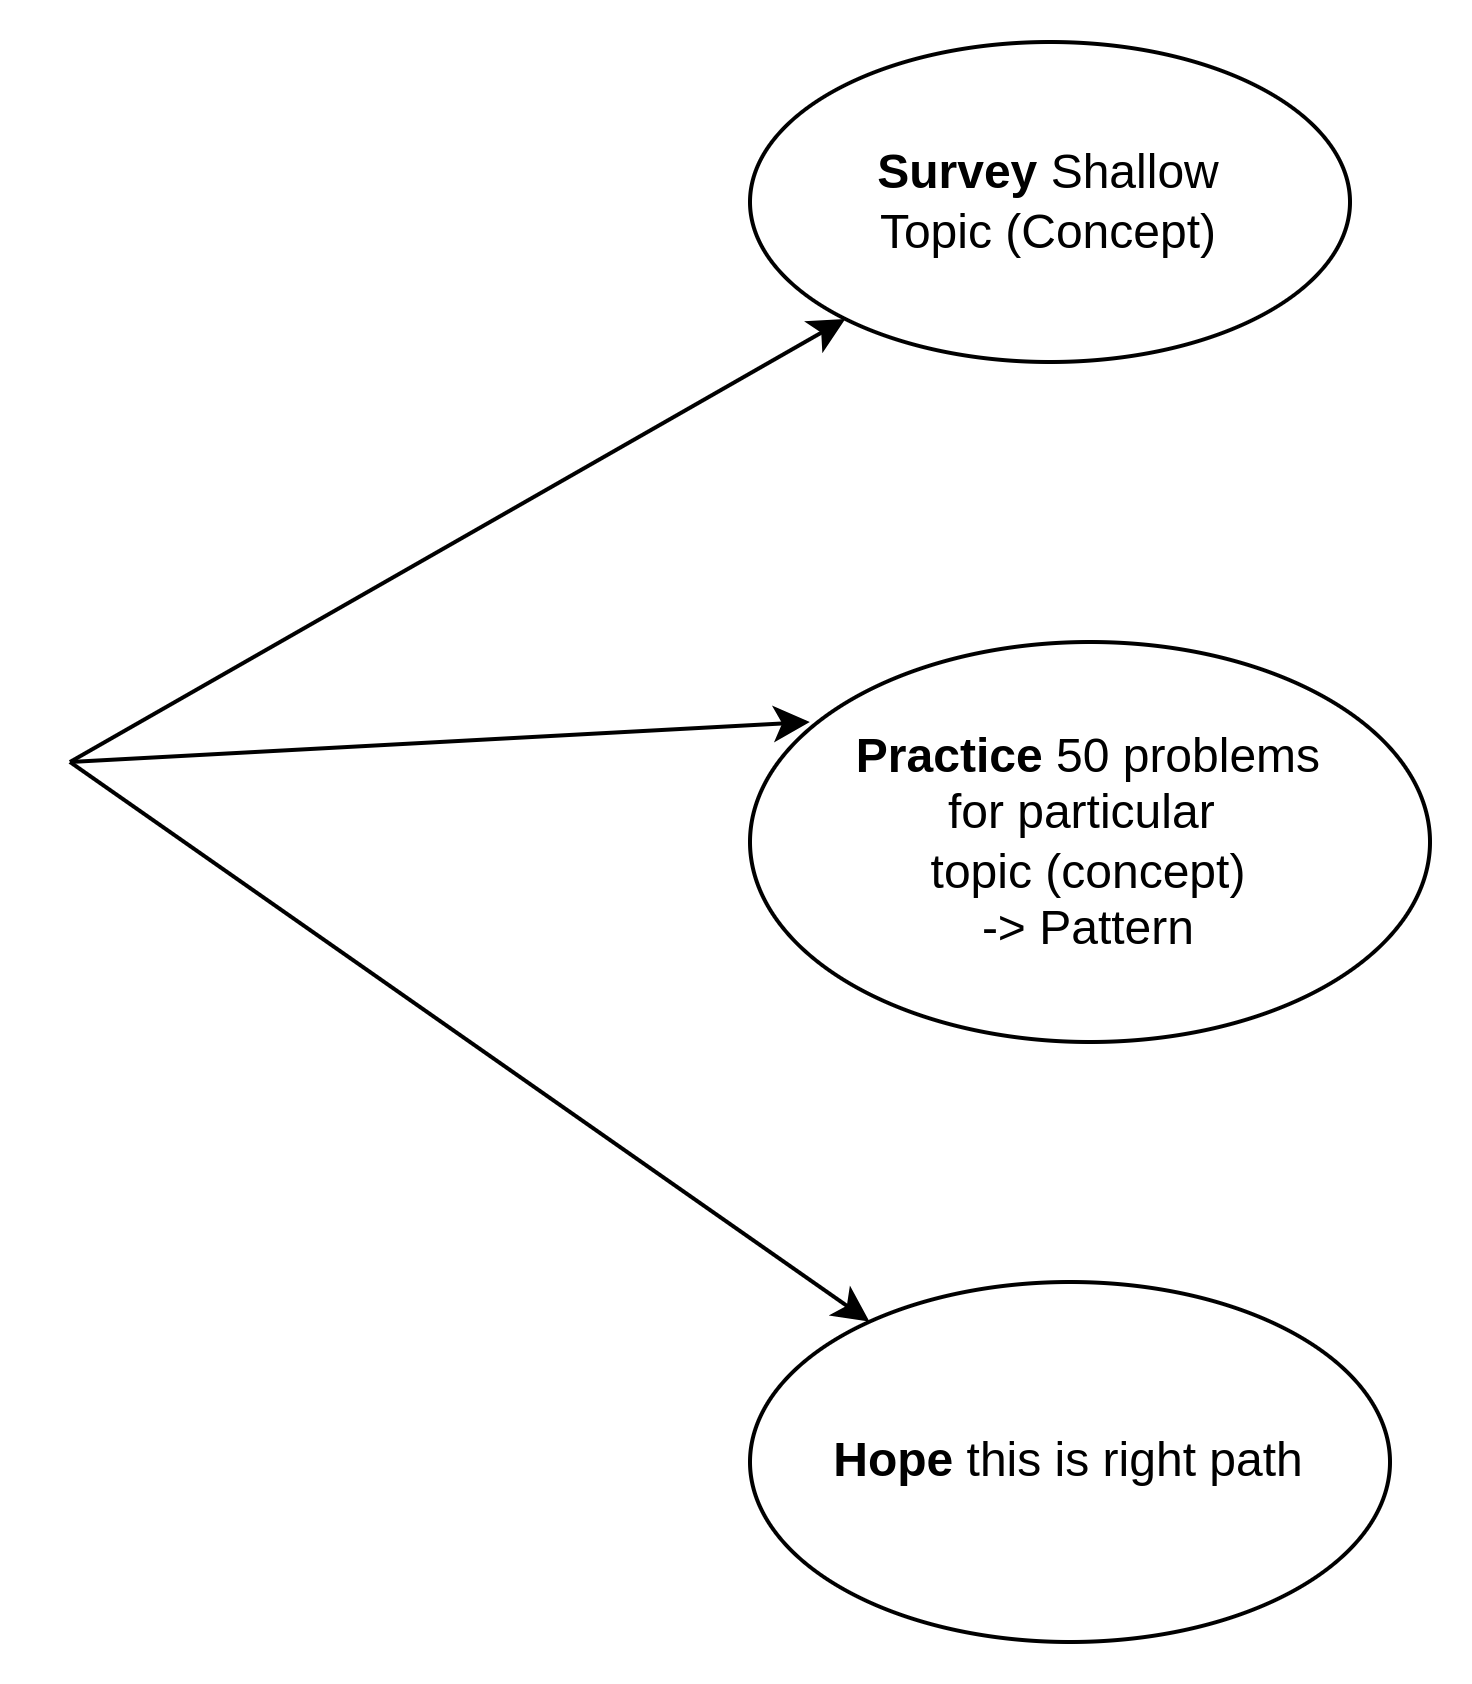 Survey Shallow
Topic (Concept)
Practice 50 problems
for particular
topic (concept)
-> Pattern
Hope this is right path